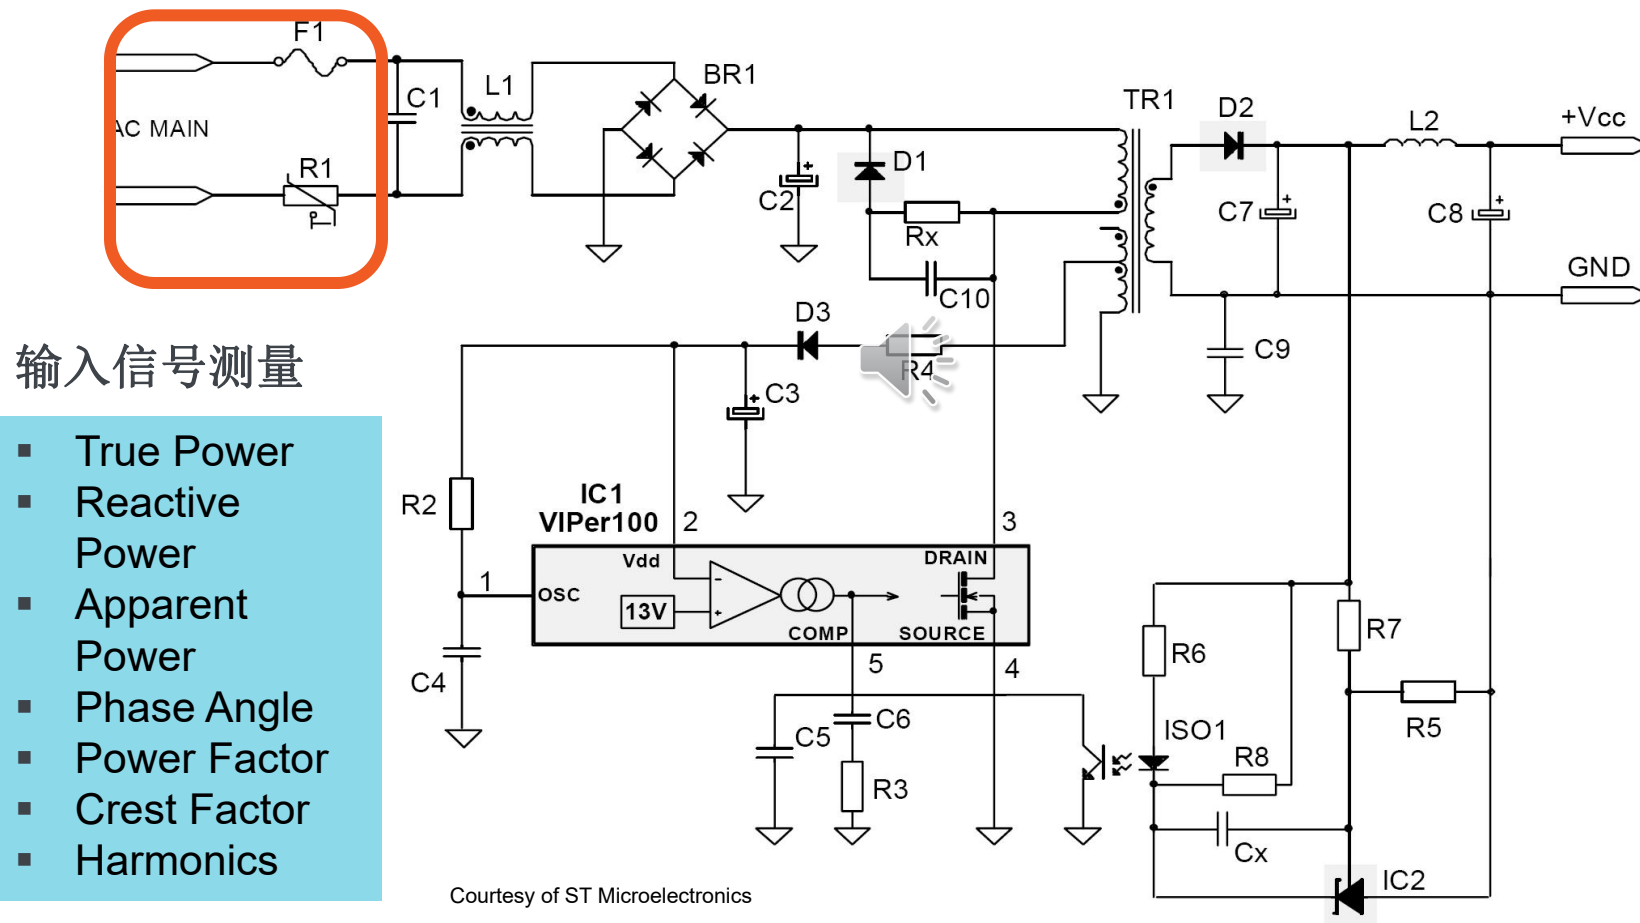 F1
AC MAIN
R1
T°
C1
L1
BR1
C2
D1
Rx
C10
TR1
D2
L2
+Vcc
C7
C8
GND
C9
D3
R4
C3
输入信号测量
True Power
Reactive
Power
Apparent
Power
Phase Angle
Power Factor
Crest Factor
Harmonics
R2
IC1
VIPer100
2
3
1
Vdd
DRAIN
OSC
13V
-
+
COMP
SOURCE
5
4
C4
C5
C6
R3
R6
R7
ISO1
R8
R5
Cx
IC2
Courtesy of ST Microelectronics